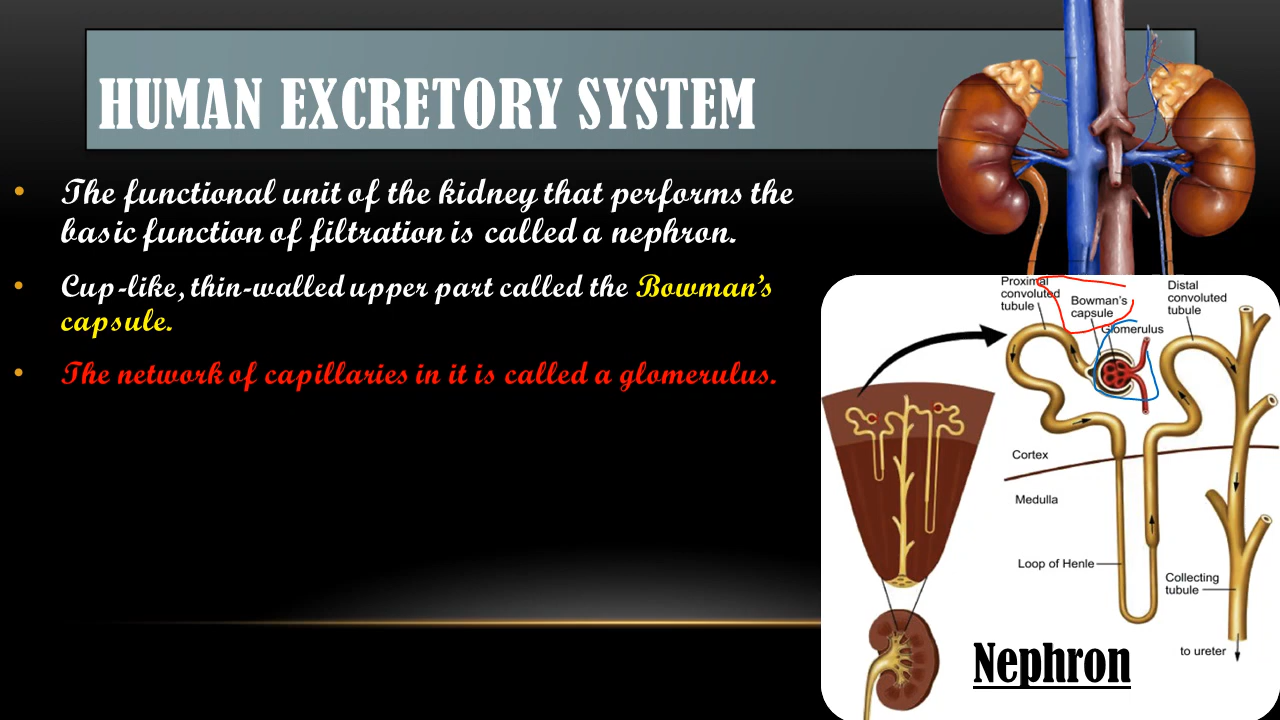 HUMAN EXCRETORY SYSTEM
• The functional unit of the kidney that performs the
basic function of filtration is called a nephron.
• Cup-like, thin-walled upper part called the Bowman's
capsule.
• The network of capillaries in it is called a glomerulus.
Proximal
convoluted
tubule
Bowman's
capsule
Glomerulus
Distal
convoluted
tubule
Cortex
Medulla
Loop of Henle
Collecting
tubule
to ureter
Nephron